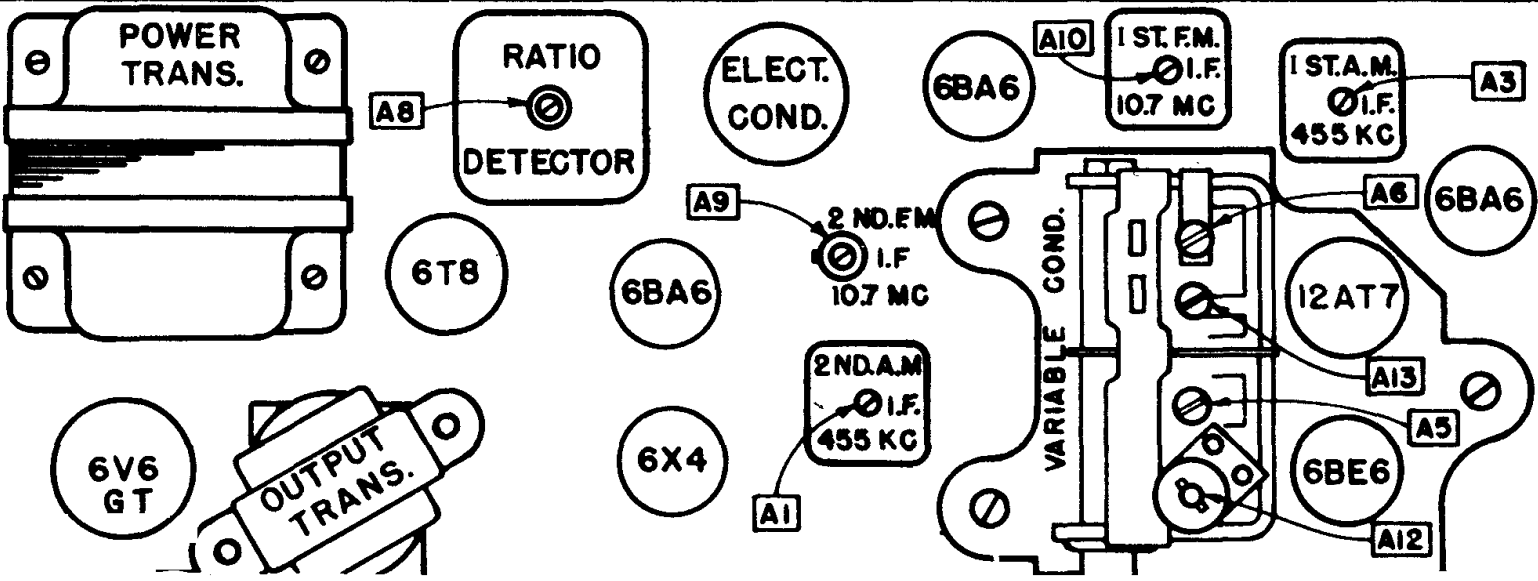 POWER
TRANS.
A8
RATIO
DETECTOR
ELECT.
COND.
6BA6
A10
1 ST. F.M.
I.F.
10.7 MC
1 ST. A.M.
I.F.
455 KC
A3
A9
2 ND. F.M
I.F
10.7 MC
A6
6BA6
6T8
6BA6
VARIABLE COND.
12AT7
2 ND. A.M
I.F.
455 KC
A13
A5
6V6
GT
OUTPUT
TRANS.
6X4
A1
6BE6
A12